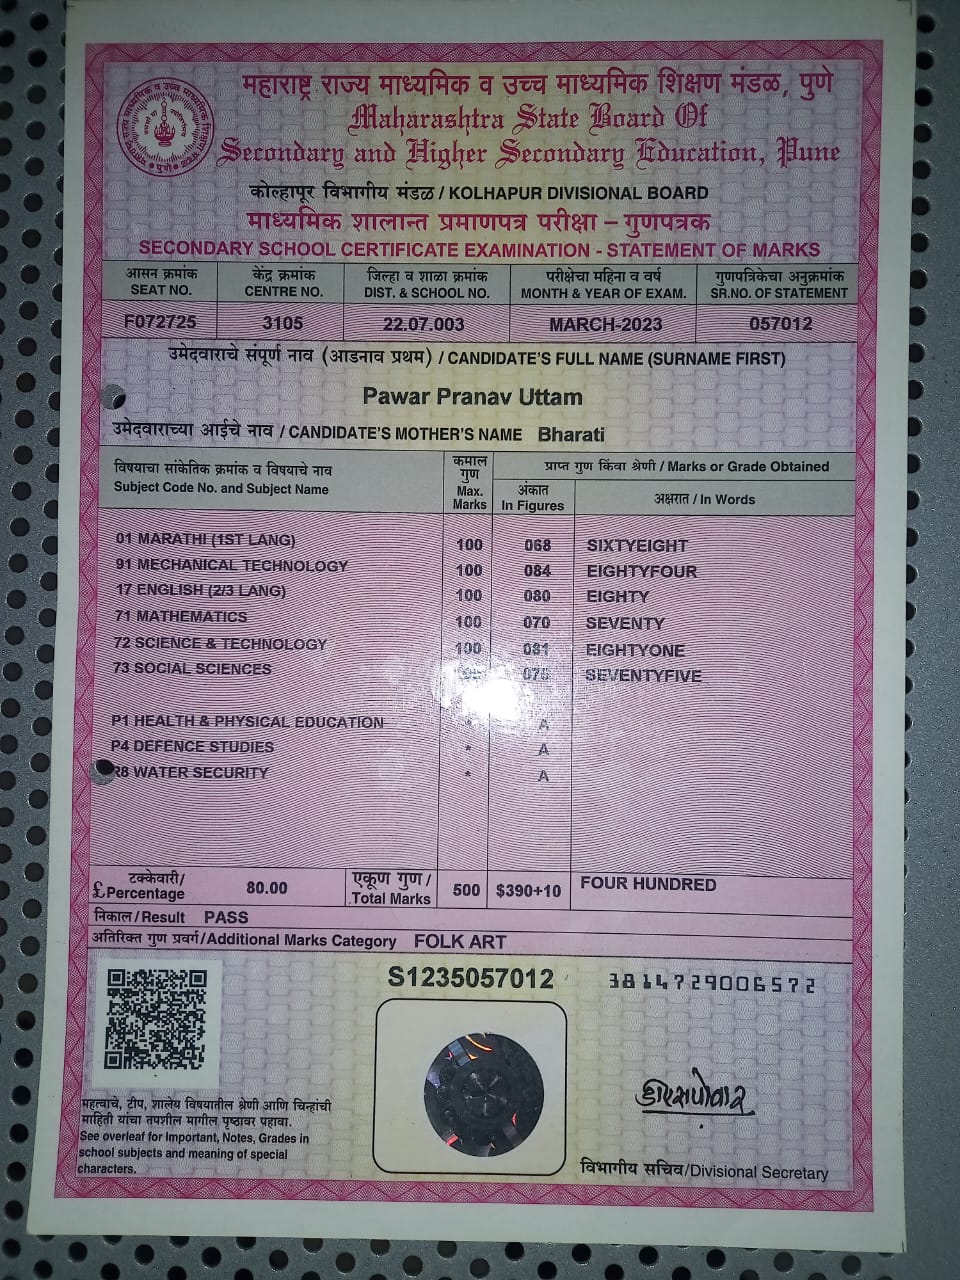 महाराष्ट्र राज्य माध्यमिक व उच्च माध्यमिक शिक्षण मंडळ, पुणे
Maharashtra State Board Of
Secondary and Higher Secondary Education, Pune
कोल्हापूर विभागीय मंडळ / KOLHAPUR DIVISIONAL BOARD
माध्यमिक शालान्त प्रमाणपत्र परीक्षा – गुणपत्रक
SECONDARY SCHOOL CERTIFICATE EXAMINATION - STATEMENT OF MARKS
आसन क्रमांक केंद्र क्रमांक जिल्हा व शाळा क्रमांक परीक्षेचा महिना व वर्ष गुणपत्रिकेचा अनुक्रमांक
SEAT NO. CENTRE NO. DIST. & SCHOOL NO. MONTH & YEAR OF EXAM. SR.NO. OF STATEMENT
F072725 3105 22.07.003 MARCH-2023 057012
उमेदवाराचे संपूर्ण नाव (आडनाव प्रथम) / CANDIDATE'S FULL NAME (SURNAME FIRST)
Pawar Pranav Uttam
उमेदवाराच्या आईचे नाव / CANDIDATE'S MOTHER'S NAME Bharati
विषयाचा सांकेतिक क्रमांक व विषयाचे नाव कमाल गुण प्राप्त गुण किंवा श्रेणी / Marks or Grade Obtained
Subject Code No. and Subject Name Max. Marks अंकात In Figures अक्षरात / In Words
01 MARATHI (1ST LANG) 100 068 SIXTYEIGHT
91 MECHANICAL TECHNOLOGY 100 084 EIGHTYFOUR
17 ENGLISH (2/3 LANG) 100 080 EIGHTY
71 MATHEMATICS 100 070 SEVENTY
72 SCIENCE & TECHNOLOGY 100 081 EIGHTYONE
73 SOCIAL SCIENCES 075 SEVENTYFIVE
P1 HEALTH & PHYSICAL EDUCATION * A
P4 DEFENCE STUDIES * A
R8 WATER SECURITY * A
टक्केवारी/ एकूण गुण /
£Percentage 80.00 Total Marks 500 $390+10 FOUR HUNDRED
निकाल/Result PASS
अतिरिक्त गुण प्रवर्ग/Additional Marks Category FOLK ART
S1235057012 3814729006572
महत्वाचे, टीप, शालेय विषयातील श्रेणी आणि चिन्हांची
माहिती यांचा तपशील मागील पृष्ठावर पहावा.
See overleaf for Important, Notes, Grades in
school subjects and meaning of special
characters.
विभागीय सचिव/Divisional Secretary